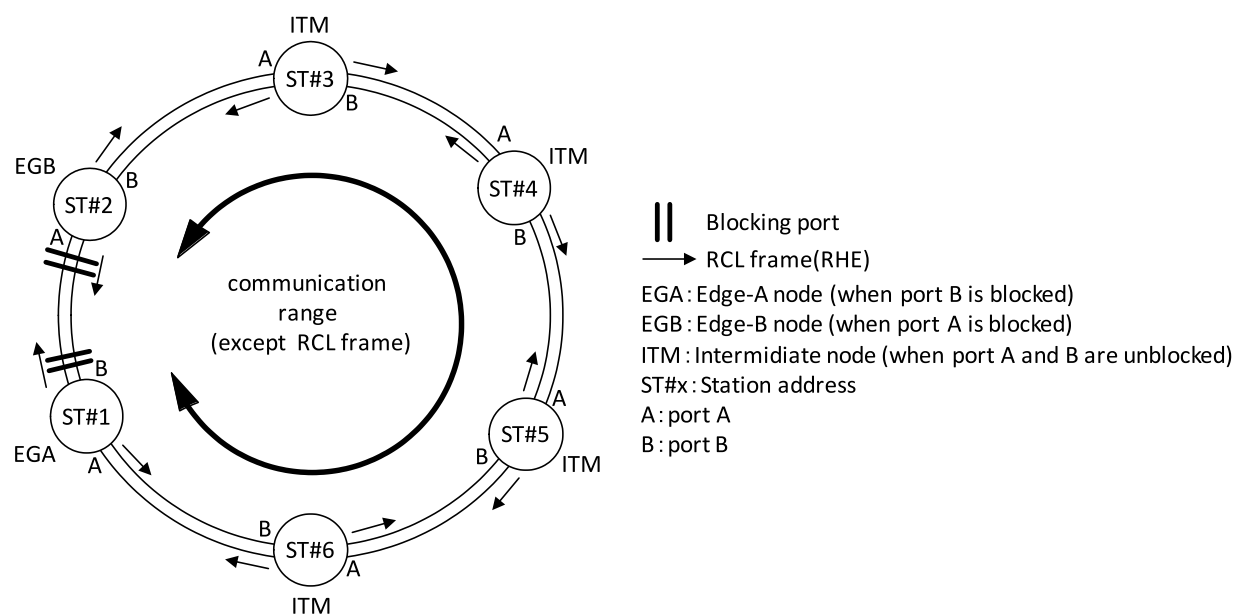 ITM
A
ST#3
B
A
ITM
ST#4
B
EGB
B
ST#2
A
communication
range
(except RCL frame)
B
ST#1
EGA
A
A
ST#5
B
ITM
B
ST#6
A
ITM
Blocking port
RCL frame(RHE)
EGA : Edge-A node (when port B is blocked)
EGB : Edge-B node (when port A is blocked)
ITM : Intermidiate node (when port A and B are unblocked)
ST#x : Station address
A : port A
B : port B